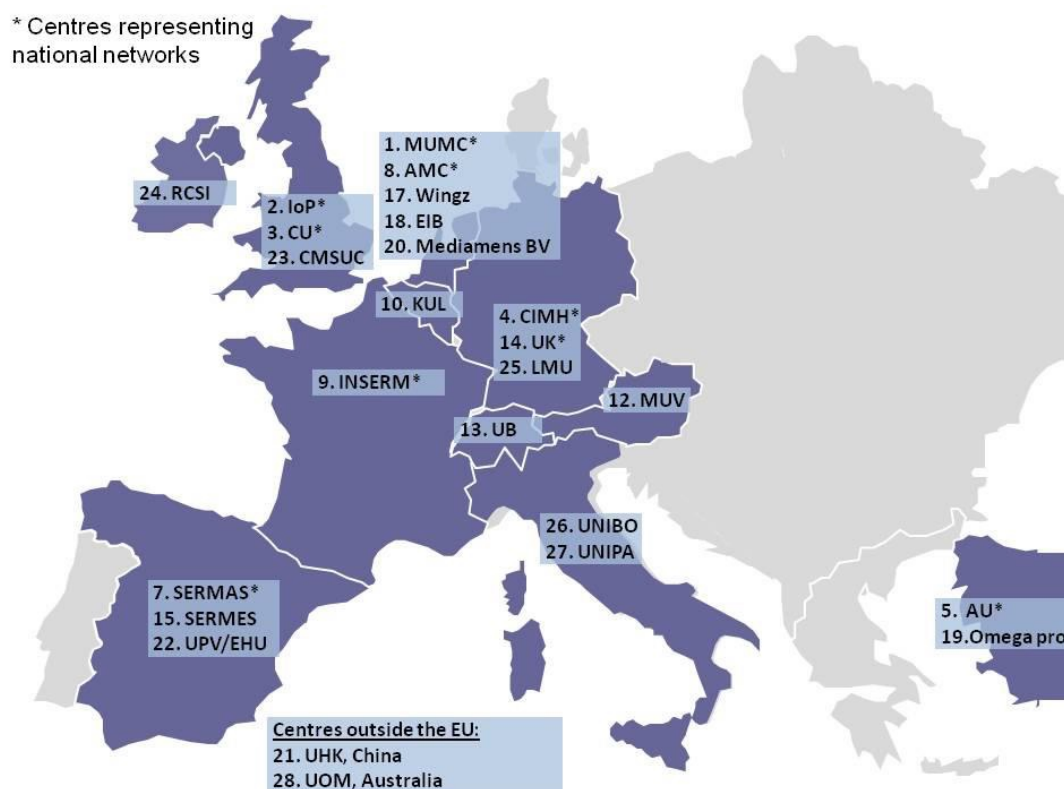 * Centres representing
national networks
1. MUMC*
8. AMC*
17. Wingz
18. EIB
20. Mediamens BV
24. RCSI
2. IoP*
3. CU*
23. CMSUC
10. KUL
4. CIMH*
14. UK*
25. LMU
9. INSERM*
12. MUV
13. UB
26. UNIBO
27. UNIPA
7. SERMAS*
15. SERMES
22. UPV/EHU
5. AU*
19.Omega pro
Centres outside the EU:
21. UHK, China
28. UOM, Australia